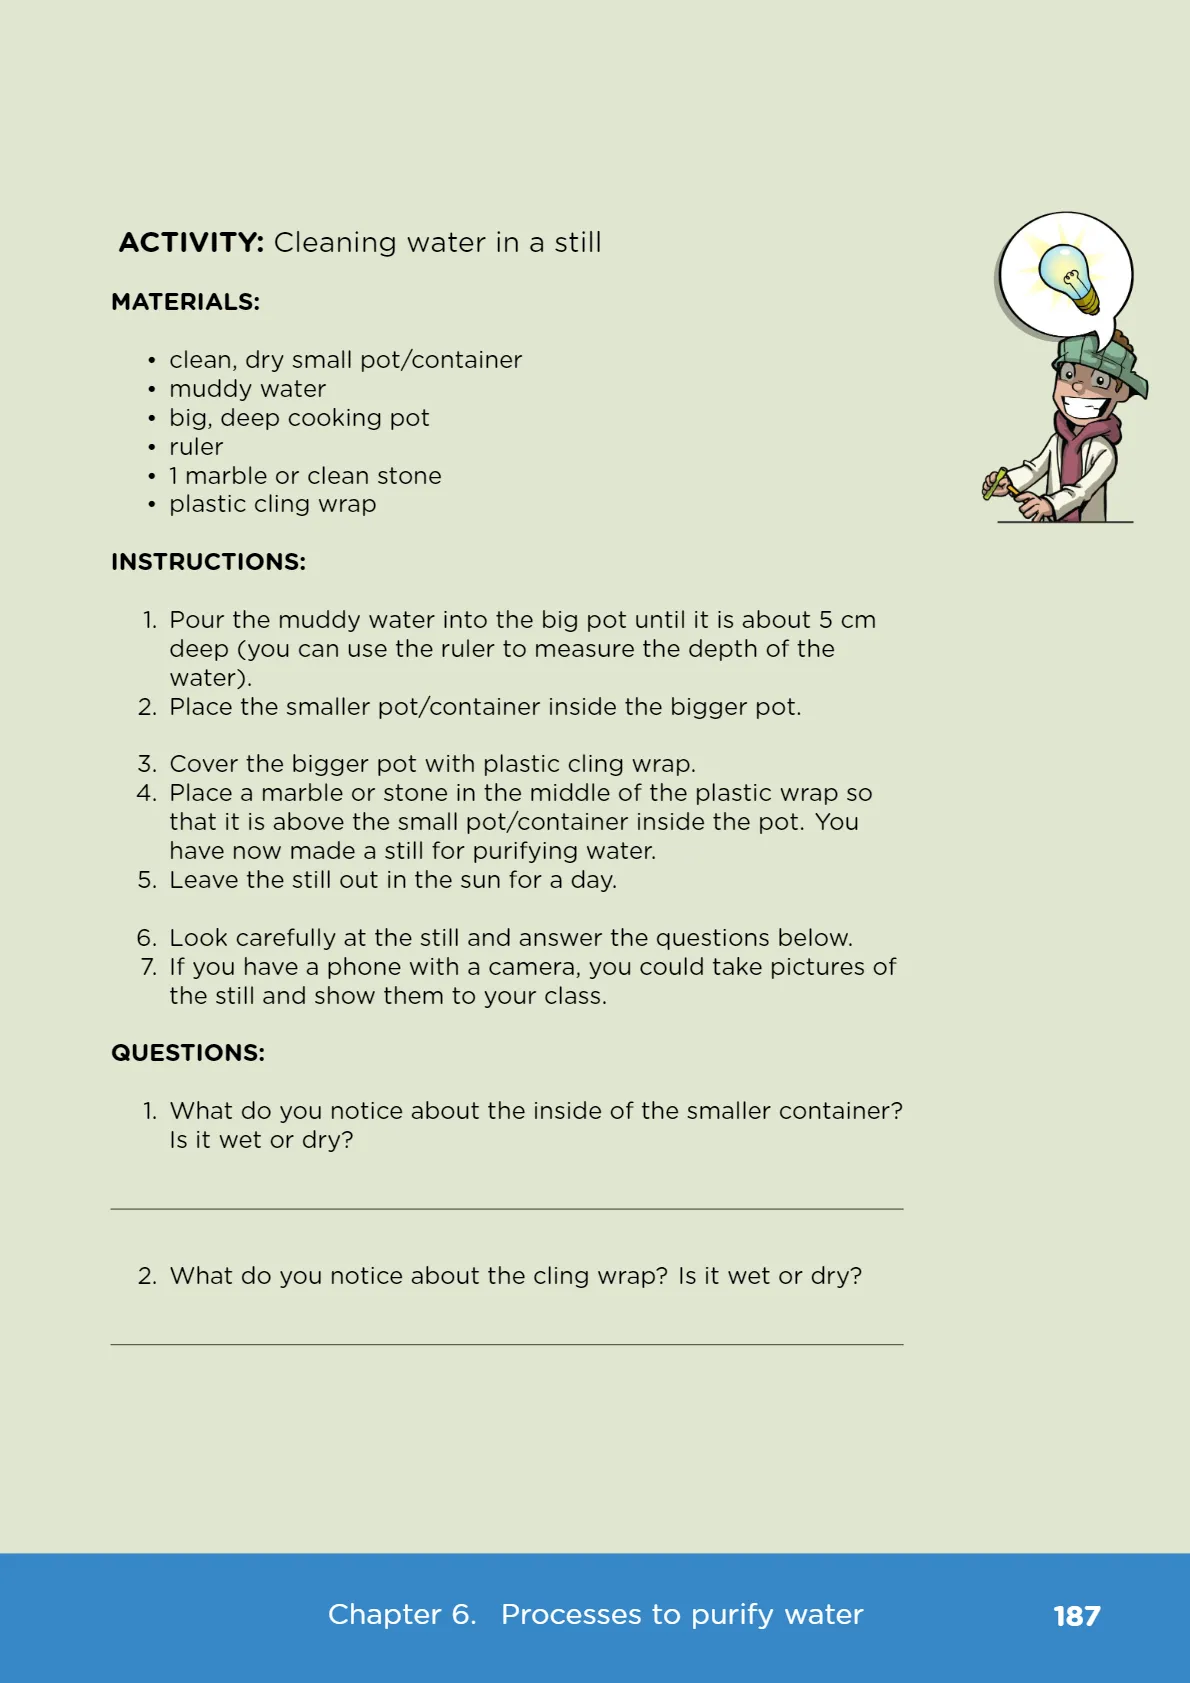 ACTIVITY: Cleaning water in a still
MATERIALS:
• clean, dry small pot/container
• muddy water
• big, deep cooking pot
• ruler
• 1 marble or clean stone
• plastic cling wrap
INSTRUCTIONS:
1. Pour the muddy water into the big pot until it is about 5 cm
deep (you can use the ruler to measure the depth of the
water).
2. Place the smaller pot/container inside the bigger pot.
3. Cover the bigger pot with plastic cling wrap.
4. Place a marble or stone in the middle of the plastic wrap so
that it is above the small pot/container inside the pot. You
have now made a still for purifying water.
5. Leave the still out in the sun for a day.
6. Look carefully at the still and answer the questions below.
7. If you have a phone with a camera, you could take pictures of
the still and show them to your class.
QUESTIONS:
1. What do you notice about the inside of the smaller container?
Is it wet or dry?
2. What do you notice about the cling wrap? Is it wet or dry?
Chapter 6. Processes to purify water 187